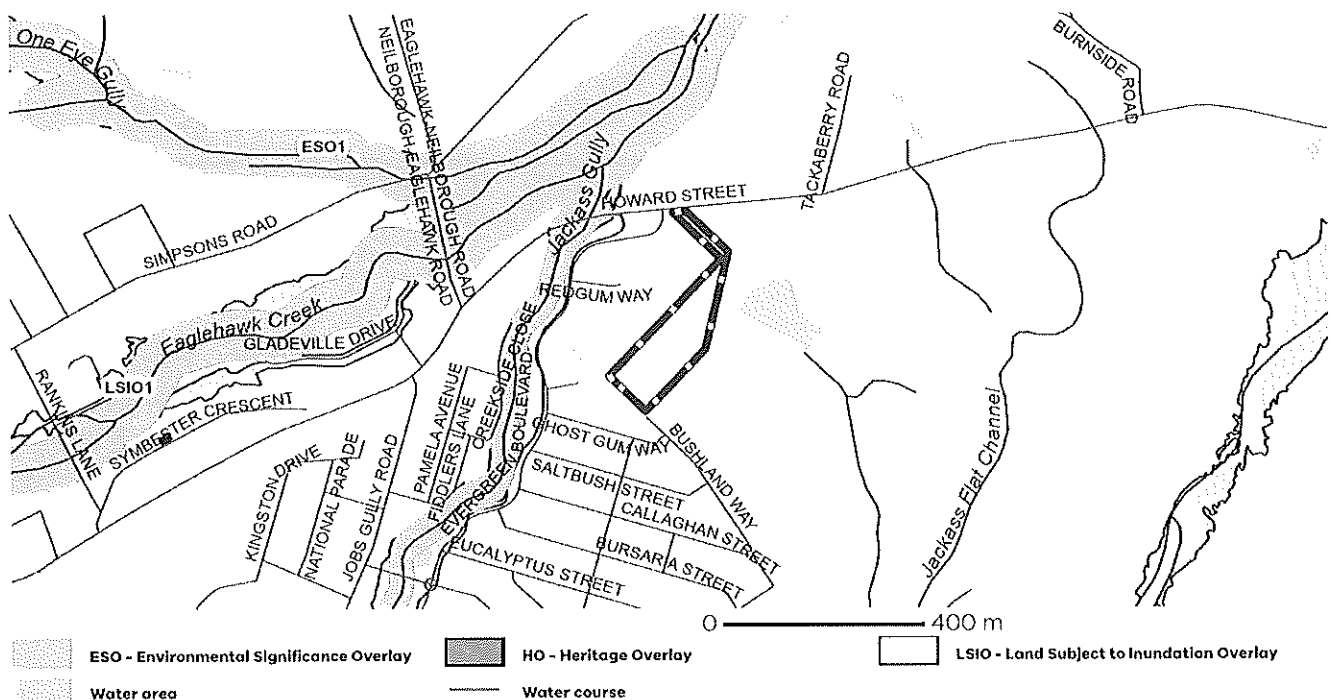 One Eye Gully
EAGLEHAWK-NEILBOROUGH ROAD
NEILBOROUGH-EAGLEHAWK ROAD
BURNSIDE ROAD
TACKABERRY ROAD
ESO1
Jackass Gully
HOWARD STREET
SIMPSONS ROAD
REDGUM WAY
Eaglehawk Creek
GLADEVILLE DRIVE
LSIO1
RANKINS LANE
SYMBESTER CRESCENT
PAMELA AVENUE
FIDDLERS LANE
CREEKSIDE CLOSE
EVERGREEN BOULEVARD
GHOST GUM WAY
BUSHLAND WAY
SALTBUSH STREET
CALLAGHAN STREET
KINGSTON DRIVE
NATIONAL PARADE
JOBS GULLY ROAD
EUCALYPTUS STREET
BURSARIA STREET
Jackass Flat Channel
0 400 m
ESO - Environmental Significance Overlay
HO - Heritage Overlay
LSIO - Land Subject to Inundation Overlay
Water area
Water course